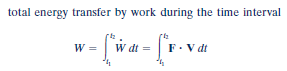 total energy transfer by work during the time interval
W = ∫_{t₁}^{t₂} Ẇ dt = ∫_{t₁}^{t₂} F · V dt